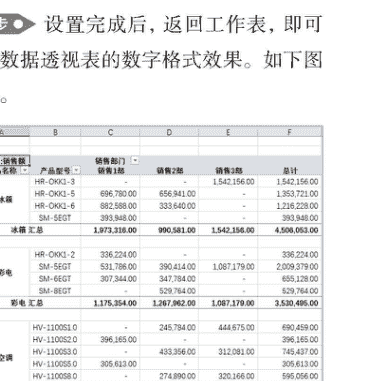 步 设置完成后，返回工作表，即可
数据透视表的数字格式效果。如下图
。
A B C D E F
:销售额 销售部门
名称 产品型号 销售1部 销售2部 销售3部 总计
冰箱 HR-OKK1-3 - - 1,542,156.00 1,542,156.00
HR-OKK1-5 696,780.00 656,941.00 - 1,353,721.00
HR-OKK1-6 882,588.00 333,640.00 - 1,216,228.00
SM-5EGT 393,948.00 - - 393,948.00
冰箱 汇总 1,973,316.00 990,581.00 1,542,156.00 4,506,053.00
彩电 HR-OKK1-2 336,224.00 - - 336,224.00
SM-5EGT 531,786.00 390,414.00 1,087,179.00 2,009,379.00
SM-6EGT 307,344.00 347,784.00 - 655,128.00
SM-8EGT - 529,764.00 - 529,764.00
彩电 汇总 1,175,354.00 1,267,962.00 1,087,179.00 3,530,495.00
空调 HV-1100S1.0 - 245,784.00 444,675.00 690,459.00
HV-1100S2.0 396,165.00 - - 396,165.00
HV-1100S3.0 - 433,356.00 312,081.00 745,437.00
HV-1100S5.0 305,613.00 - - 305,613.00
HV-1100S8.0 - 274,890.00 320,166.00 595,056.00